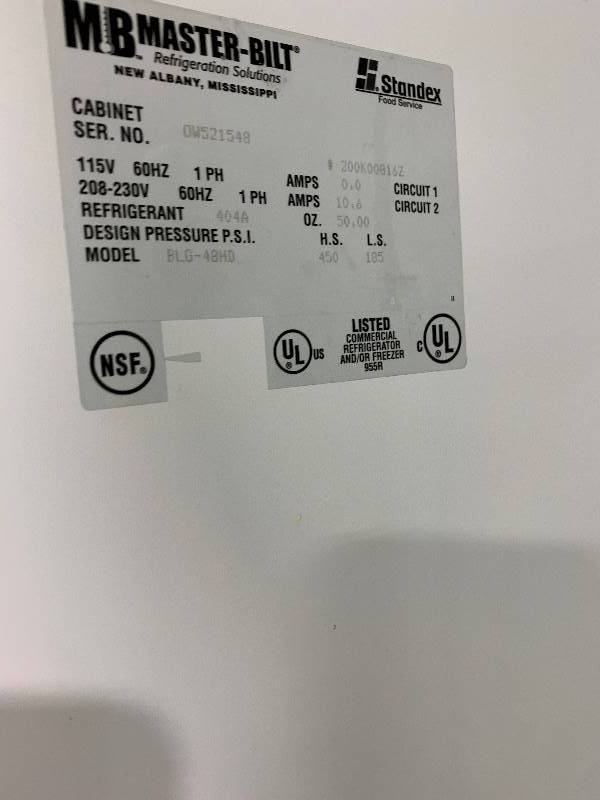 MB MASTER-BILT®
Refrigeration Solutions
NEW ALBANY, MISSISSIPPI
Standex
Food Service
CABINET
SER. NO. OW521548
# 200K00816Z
115V 60HZ 1 PH AMPS 0.0 CIRCUIT 1
208-230V 60HZ 1 PH AMPS 10.6 CIRCUIT 2
REFRIGERANT 404A OZ. 50.00
DESIGN PRESSURE P.S.I. H.S. L.S.
MODEL BLG-48HD 450 185
NSF®
UL® US
LISTED
COMMERCIAL
REFRIGERATOR
AND/OR FREEZER
955R
C UL®